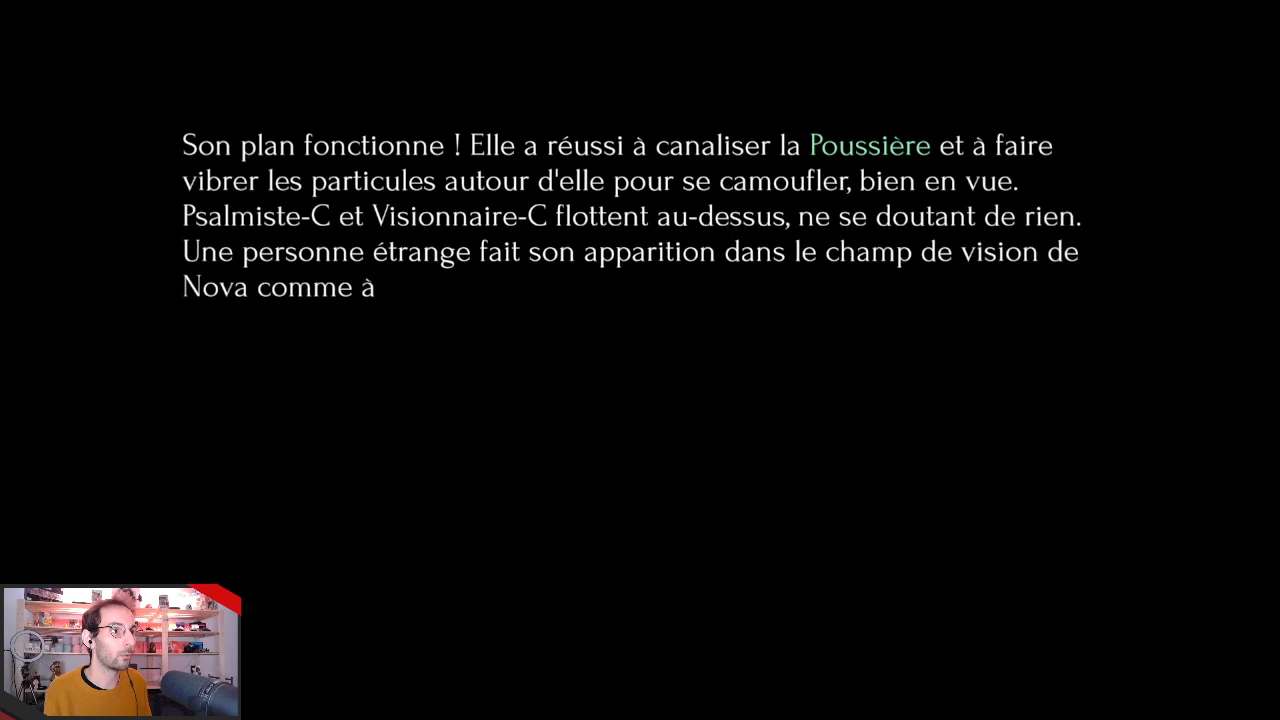 Son plan fonctionne ! Elle a réussi à canaliser la Poussière et à faire
vibrer les particules autour d'elle pour se camoufler, bien en vue.
Psalmiste-C et Visionnaire-C flottent au-dessus, ne se doutant de rien.
Une personne étrange fait son apparition dans le champ de vision de
Nova comme à